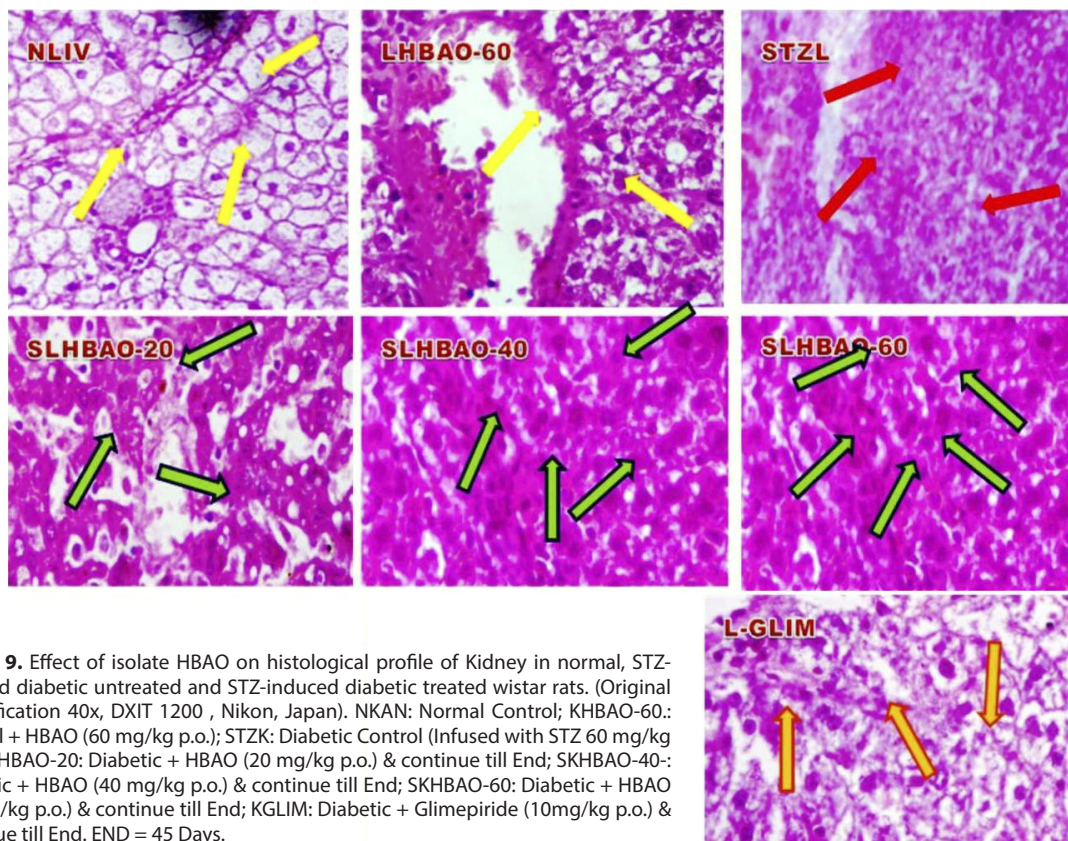 NLIV
LHBAO-60
STZL
SLHBAO-20
SLHBAO-40
SLHBAO-60
L-GLIM
9. Effect of isolate HBAO on histological profile of Kidney in normal, STZ-
d diabetic untreated and STZ-induced diabetic treated wistar rats. (Original
fication 40x, DXIT 1200 , Nikon, Japan). NKAN: Normal Control; KHBAO-60.:
l + HBAO (60 mg/kg p.o.); STZK: Diabetic Control (Infused with STZ 60 mg/kg
HBAO-20: Diabetic + HBAO (20 mg/kg p.o.) & continue till End; SKHBAO-40-:
ic + HBAO (40 mg/kg p.o.) & continue till End; SKHBAO-60: Diabetic + HBAO
/kg p.o.) & continue till End; KGLIM: Diabetic + Glimepiride (10mg/kg p.o.) &
ue till End. END = 45 Days.